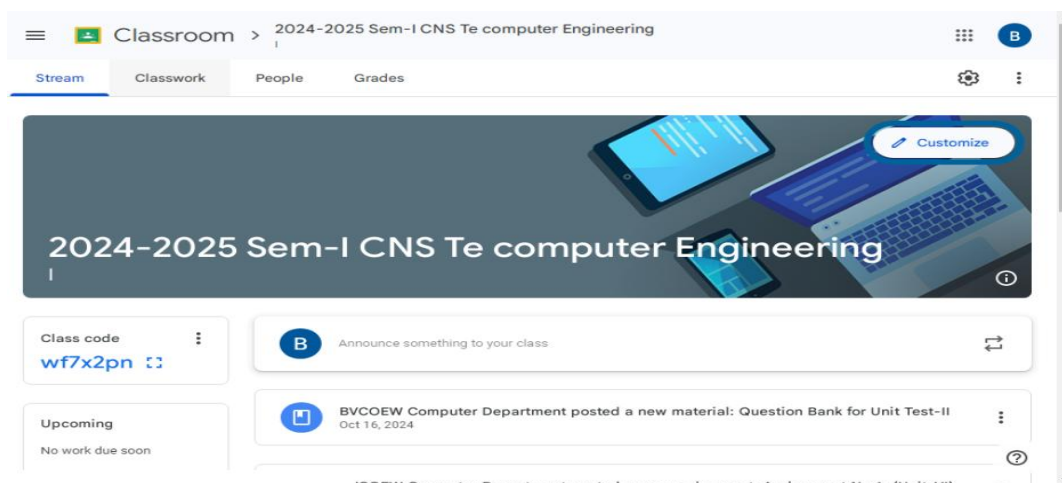 Classroom > 2024-2025 Sem-I CNS Te computer Engineering
I
B
Stream Classwork People Grades
Customize
2024-2025 Sem-I CNS Te computer Engineering
I
Class code
wf7x2pn
B Announce something to your class
BVCOEW Computer Department posted a new material: Question Bank for Unit Test-II
Oct 16, 2024
Upcoming
No work due soon